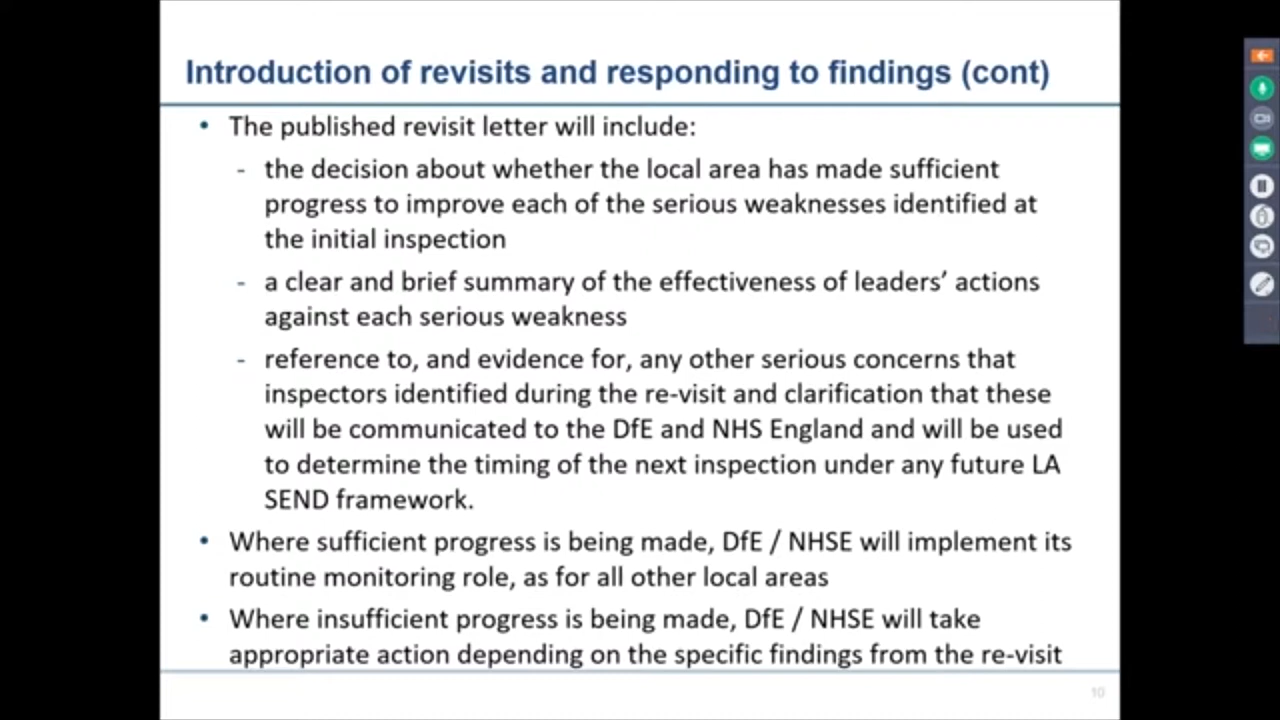 Introduction of revisits and responding to findings (cont)
• The published revisit letter will include:
- the decision about whether the local area has made sufficient
progress to improve each of the serious weaknesses identified at
the initial inspection
- a clear and brief summary of the effectiveness of leaders’ actions
against each serious weakness
- reference to, and evidence for, any other serious concerns that
inspectors identified during the re-visit and clarification that these
will be communicated to the DfE and NHS England and will be used
to determine the timing of the next inspection under any future LA
SEND framework.
• Where sufficient progress is being made, DfE / NHSE will implement its
routine monitoring role, as for all other local areas
• Where insufficient progress is being made, DfE / NHSE will take
appropriate action depending on the specific findings from the re-visit
10